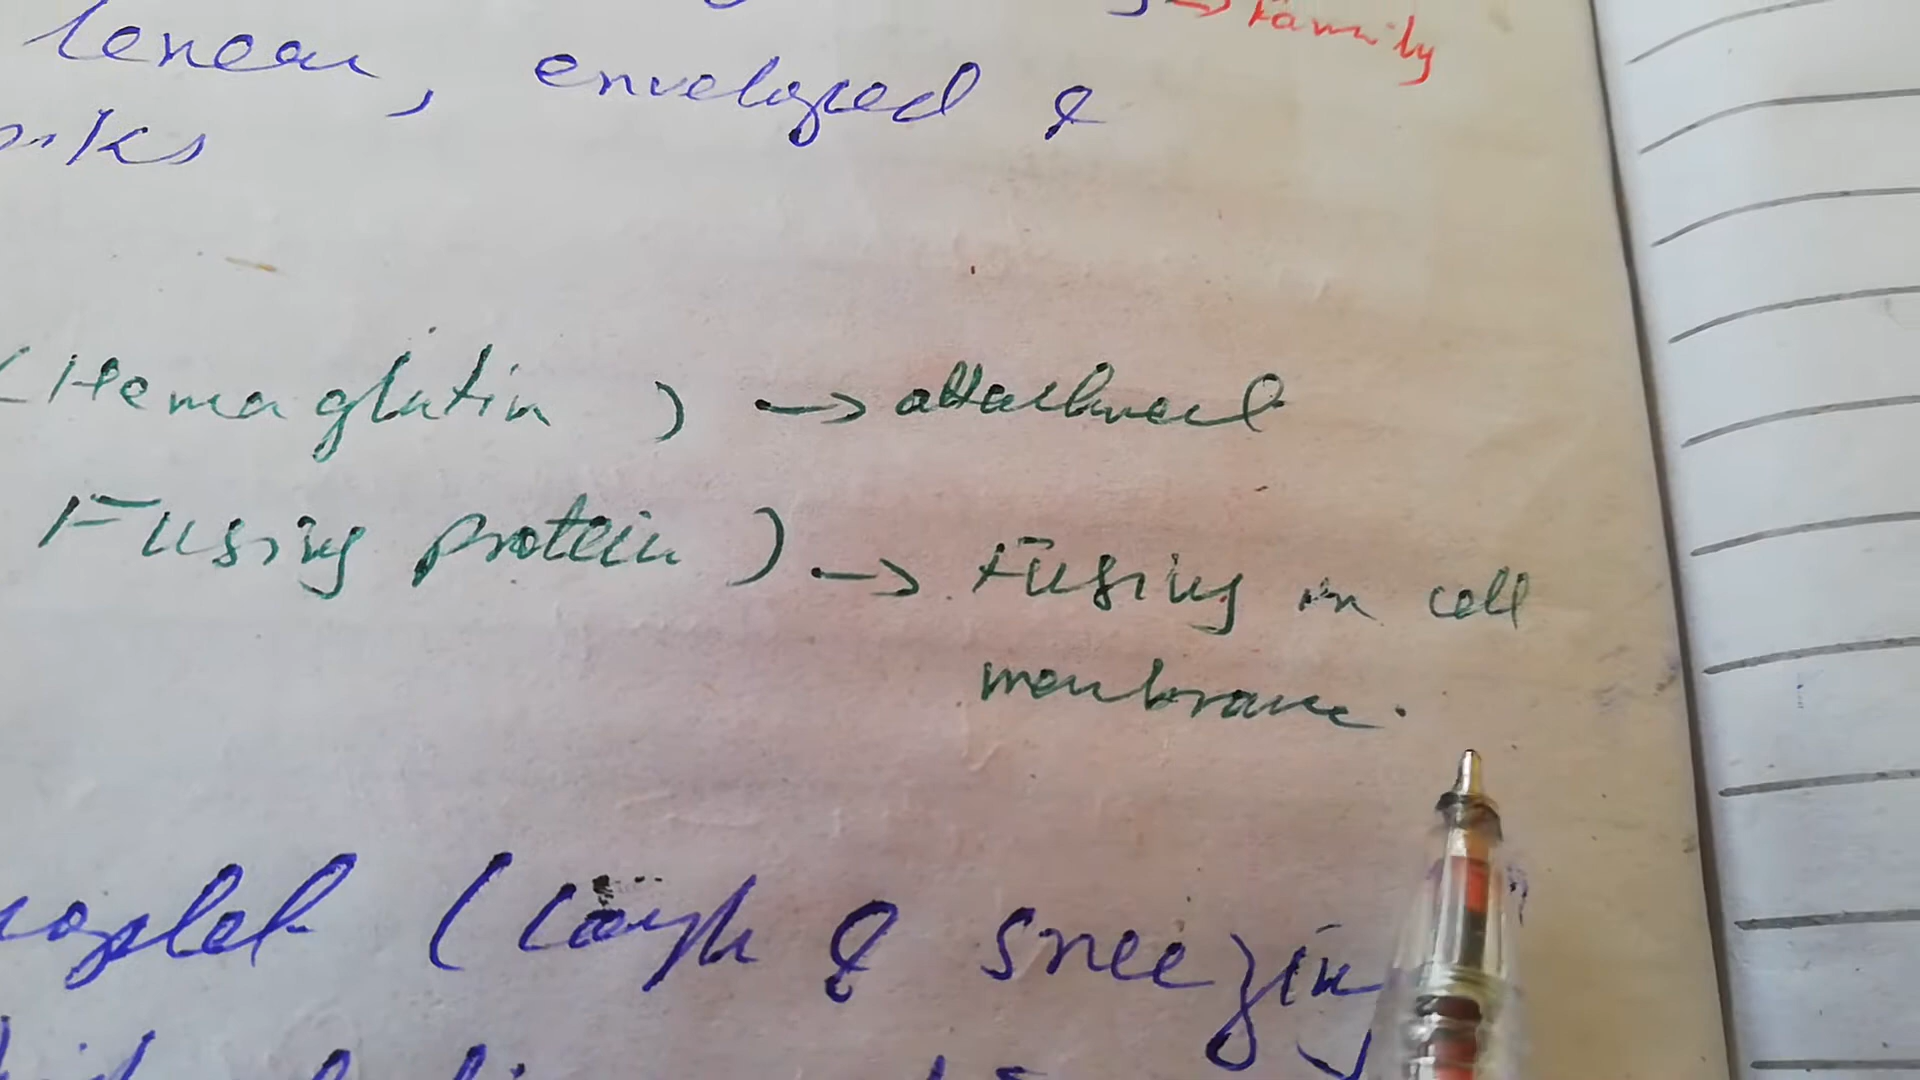 → Family
lenear, enveloped &
(Hemaglutin) → attachment
Fusing protein) → Fusing in cell
membrane.
(cough & sneezing